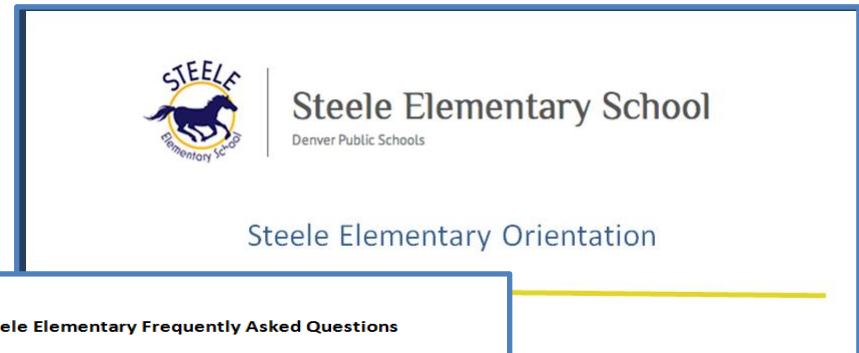 STEELE
Elementary School
Steele Elementary School
Denver Public Schools
Steele Elementary Orientation
ele Elementary Frequently Asked Questions